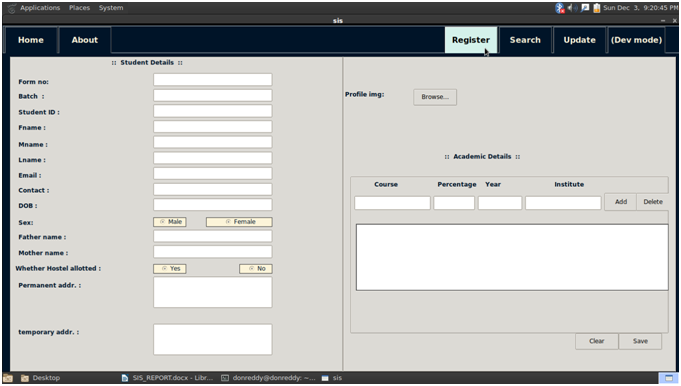 Applications Places System Sun Dec 3, 9:20:45 PM
sis
Home About Register Search Update (Dev mode)
:: Student Details ::
Form no:
Batch :
Student ID :
Fname :
Mname :
Lname :
Email :
Contact :
DOB :
Sex: Male Female
Father name :
Mother name :
Whether Hostel allotted : Yes No
Permanent addr. :
temporary addr. :
Profile img: Browse...
:: Academic Details ::
Course Percentage Year Institute
Add Delete
Clear Save
Desktop SIS_REPORT.docx - Libr... donreddy@donreddy: ~... sis